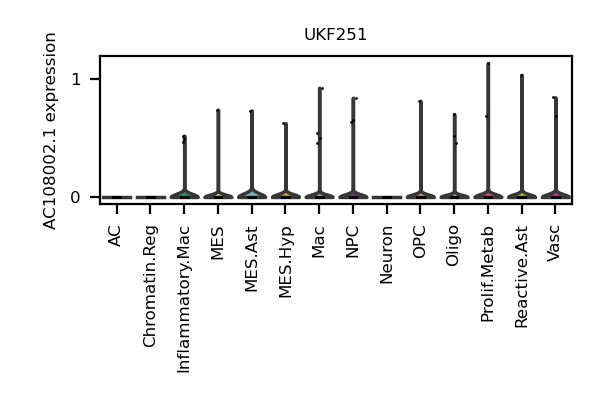 UKF251
AC108002.1 expression
1
0
AC
Chromatin.Reg
Inflammatory.Mac
MES
MES.Ast
MES.Hyp
Mac
NPC
Neuron
OPC
Oligo
Prolif.Metab
Reactive.Ast
Vasc